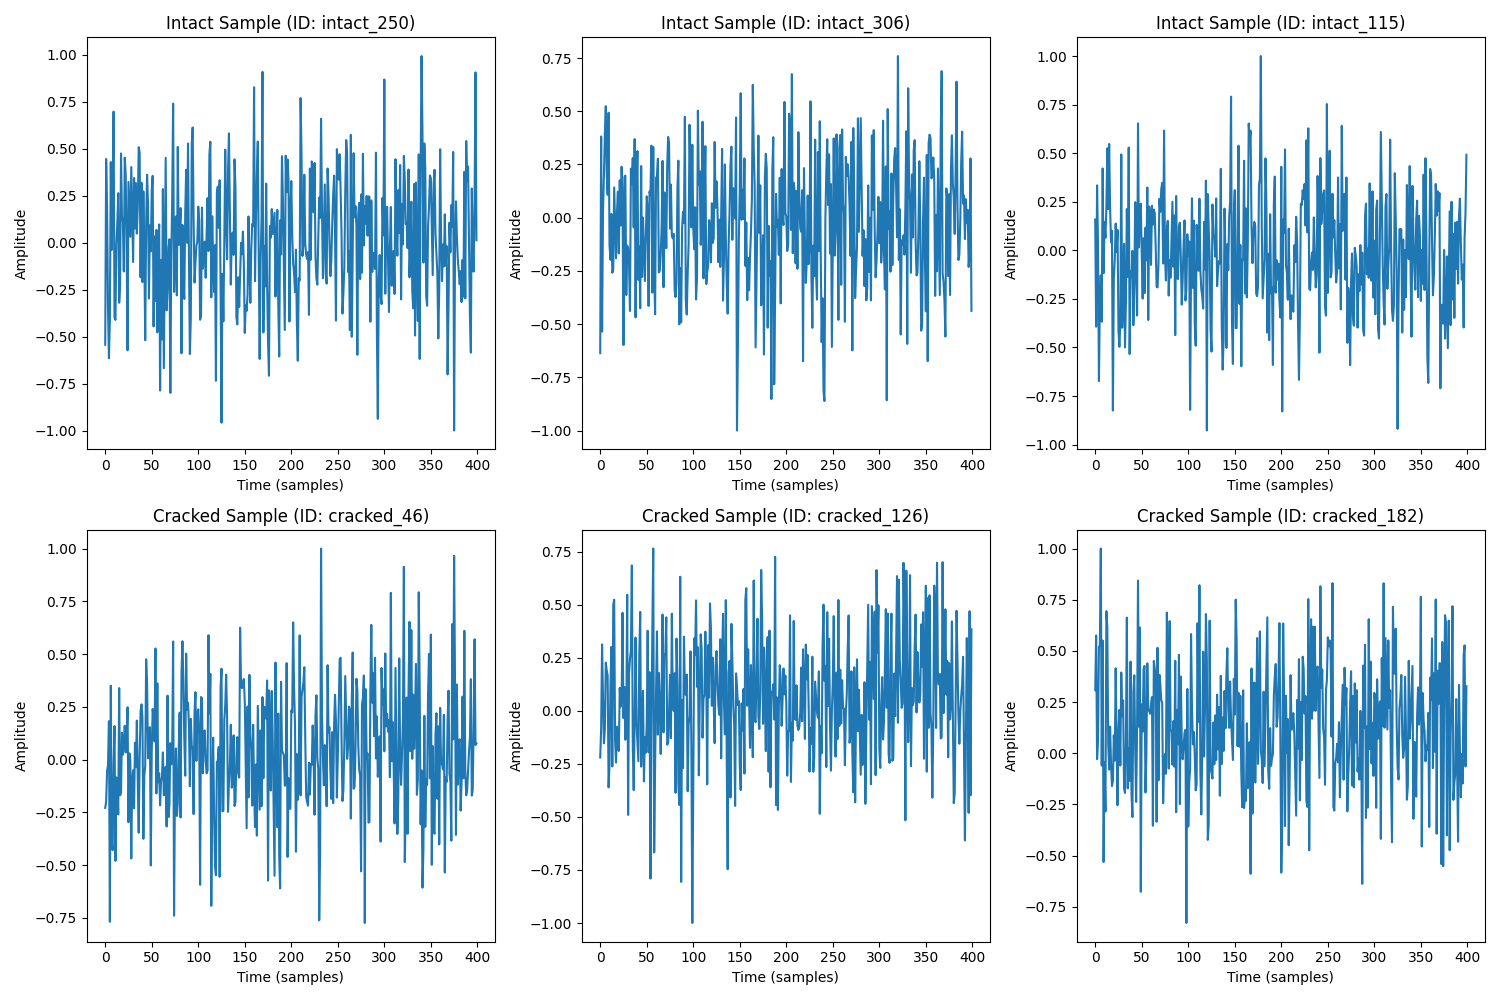 Intact Sample (ID: intact_250)
Amplitude
1.00
0.75
0.50
0.25
0.00
−0.25
−0.50
−0.75
−1.00
0 50 100 150 200 250 300 350 400
Time (samples)
Intact Sample (ID: intact_306)
Amplitude
0.75
0.50
0.25
0.00
−0.25
−0.50
−0.75
−1.00
0 50 100 150 200 250 300 350 400
Time (samples)
Intact Sample (ID: intact_115)
Amplitude
1.00
0.75
0.50
0.25
0.00
−0.25
−0.50
−0.75
−1.00
0 50 100 150 200 250 300 350 400
Time (samples)
Cracked Sample (ID: cracked_46)
Amplitude
1.00
0.75
0.50
0.25
0.00
−0.25
−0.50
−0.75
0 50 100 150 200 250 300 350 400
Time (samples)
Cracked Sample (ID: cracked_126)
Amplitude
0.75
0.50
0.25
0.00
−0.25
−0.50
−0.75
−1.00
0 50 100 150 200 250 300 350 400
Time (samples)
Cracked Sample (ID: cracked_182)
Amplitude
1.00
0.75
0.50
0.25
0.00
−0.25
−0.50
−0.75
0 50 100 150 200 250 300 350 400
Time (samples)